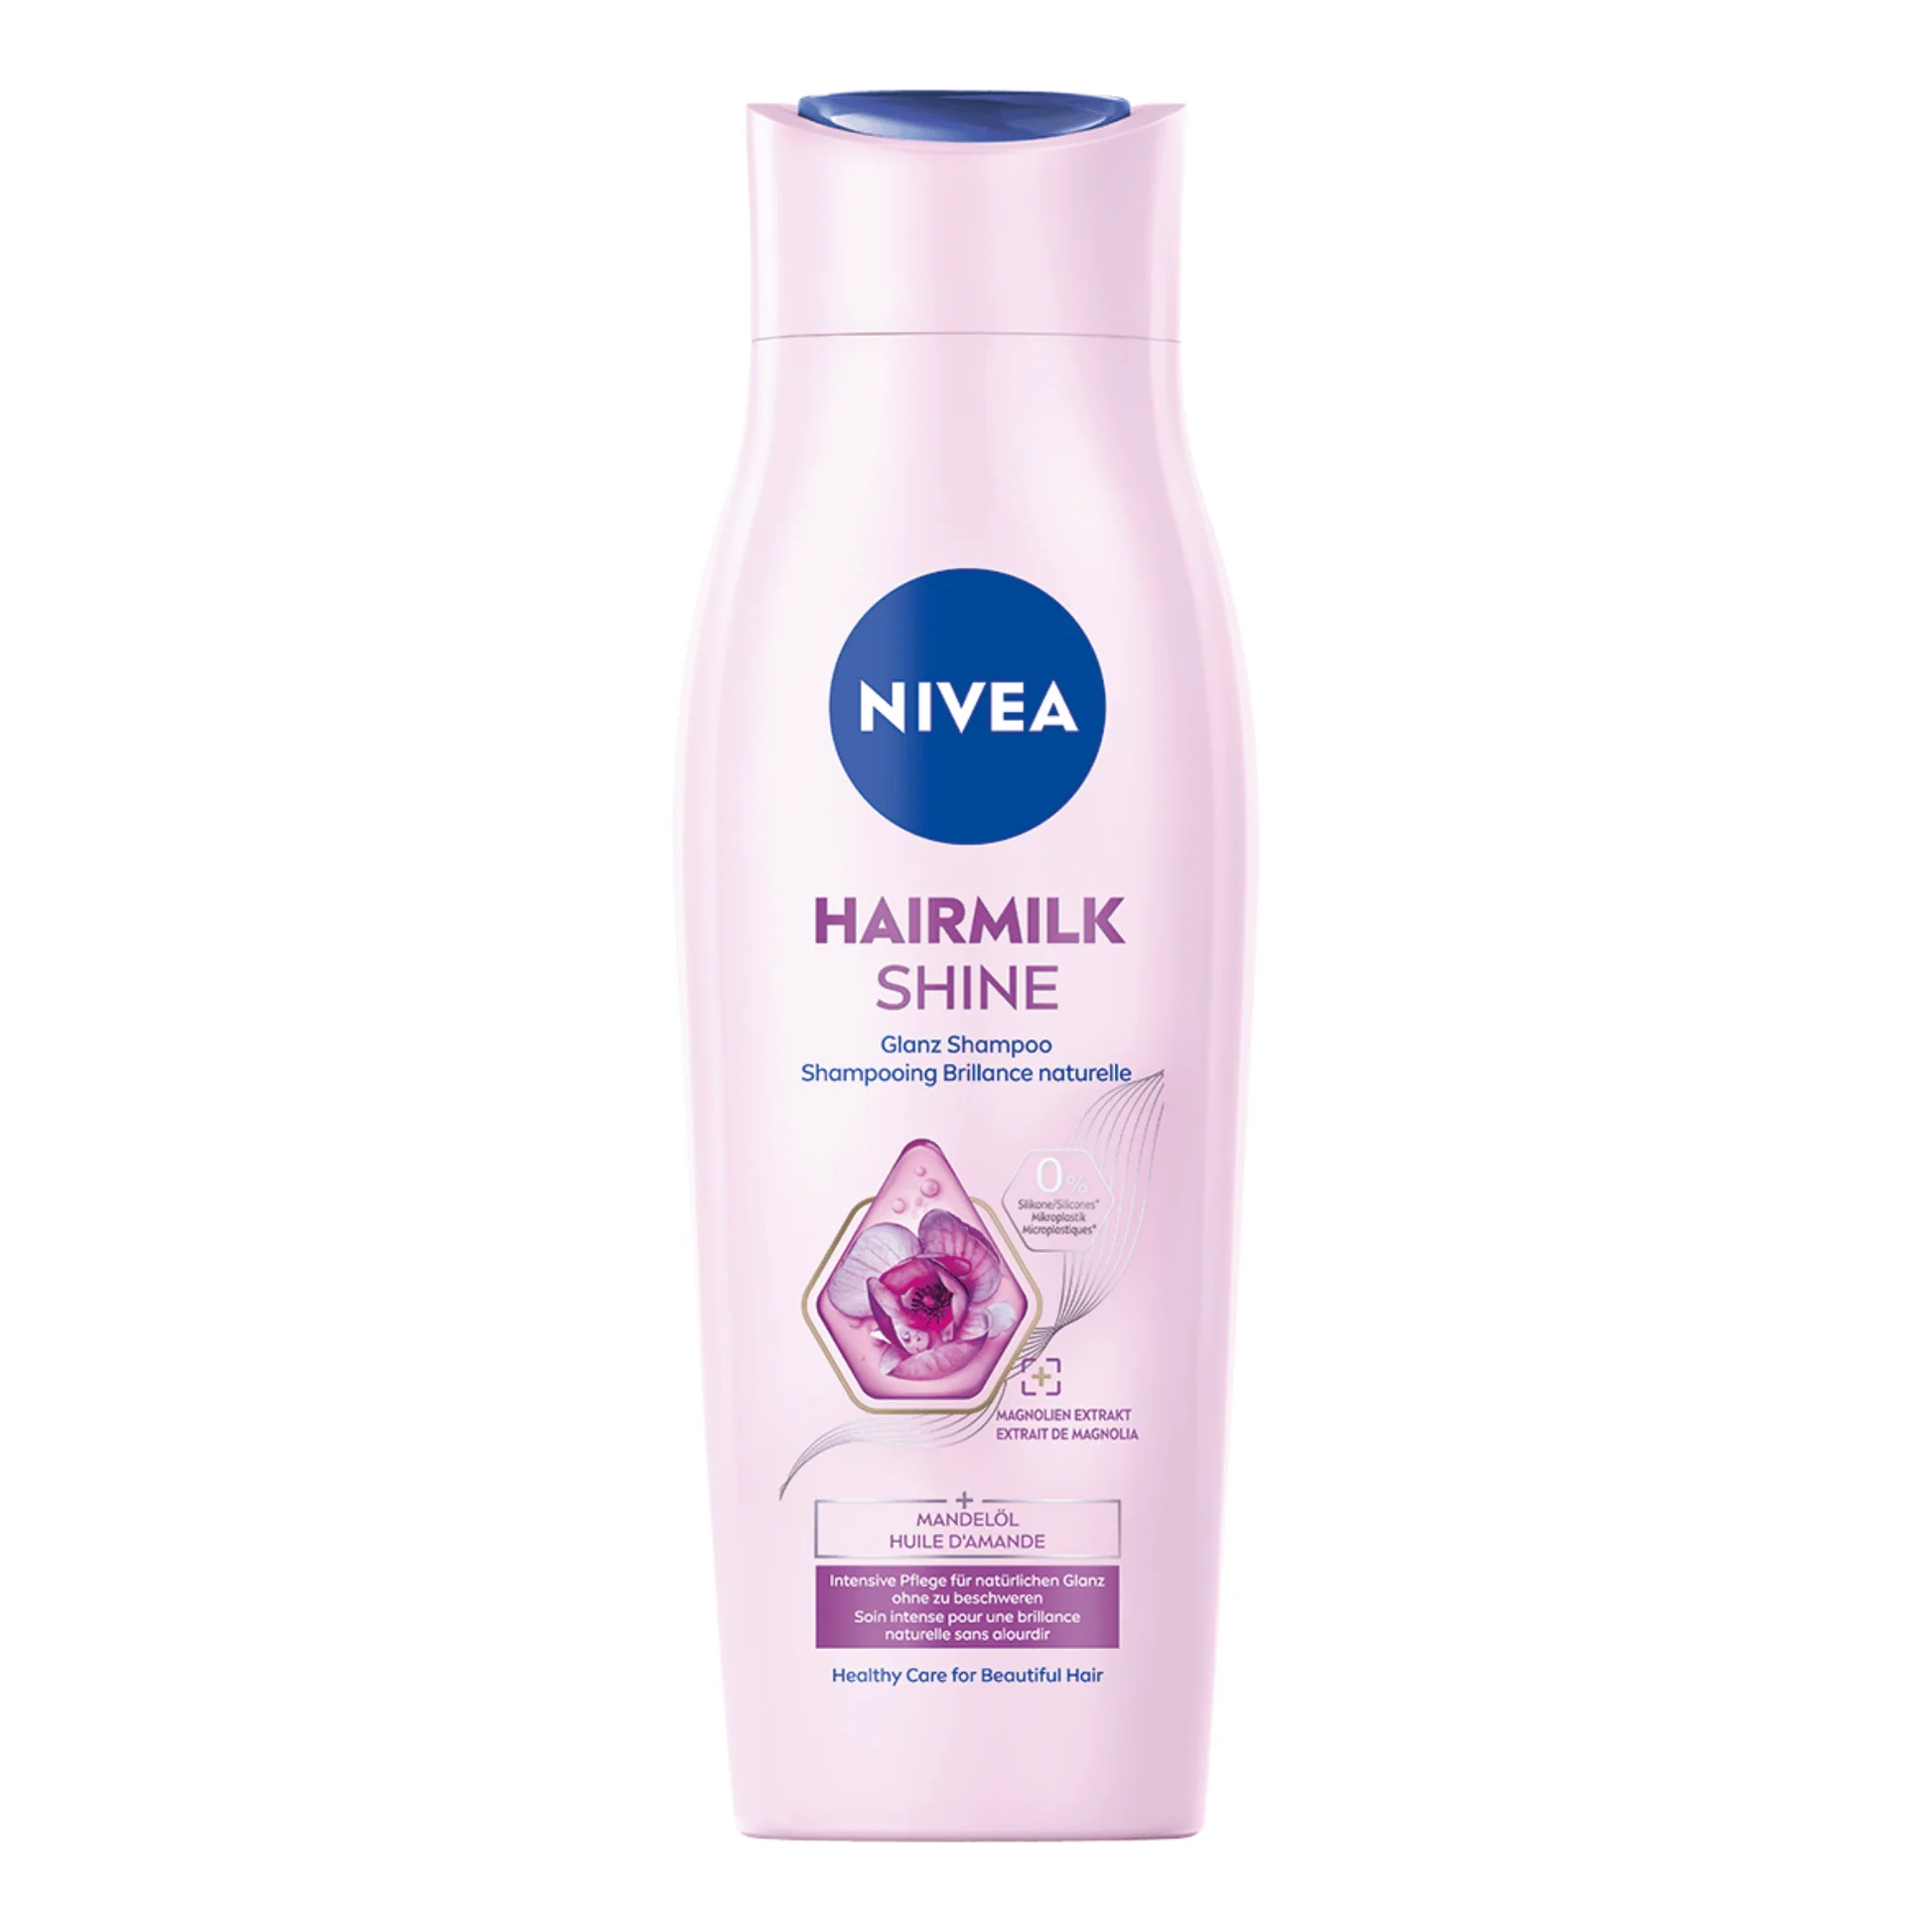 NIVEA
HAIRMILK
SHINE
Glanz Shampoo
Shampooing Brillance naturelle
0%
Silikone/Silicones*
Mikroplastik
Microplastiques*
MAGNOLIEN EXTRAKT
EXTRAIT DE MAGNOLIA
+
MANDELÖL
HUILE D'AMANDE
Intensive Pflege für natürlichen Glanz
ohne zu beschweren
Soin intense pour une brillance
naturelle sans alourdir
Healthy Care for Beautiful Hair